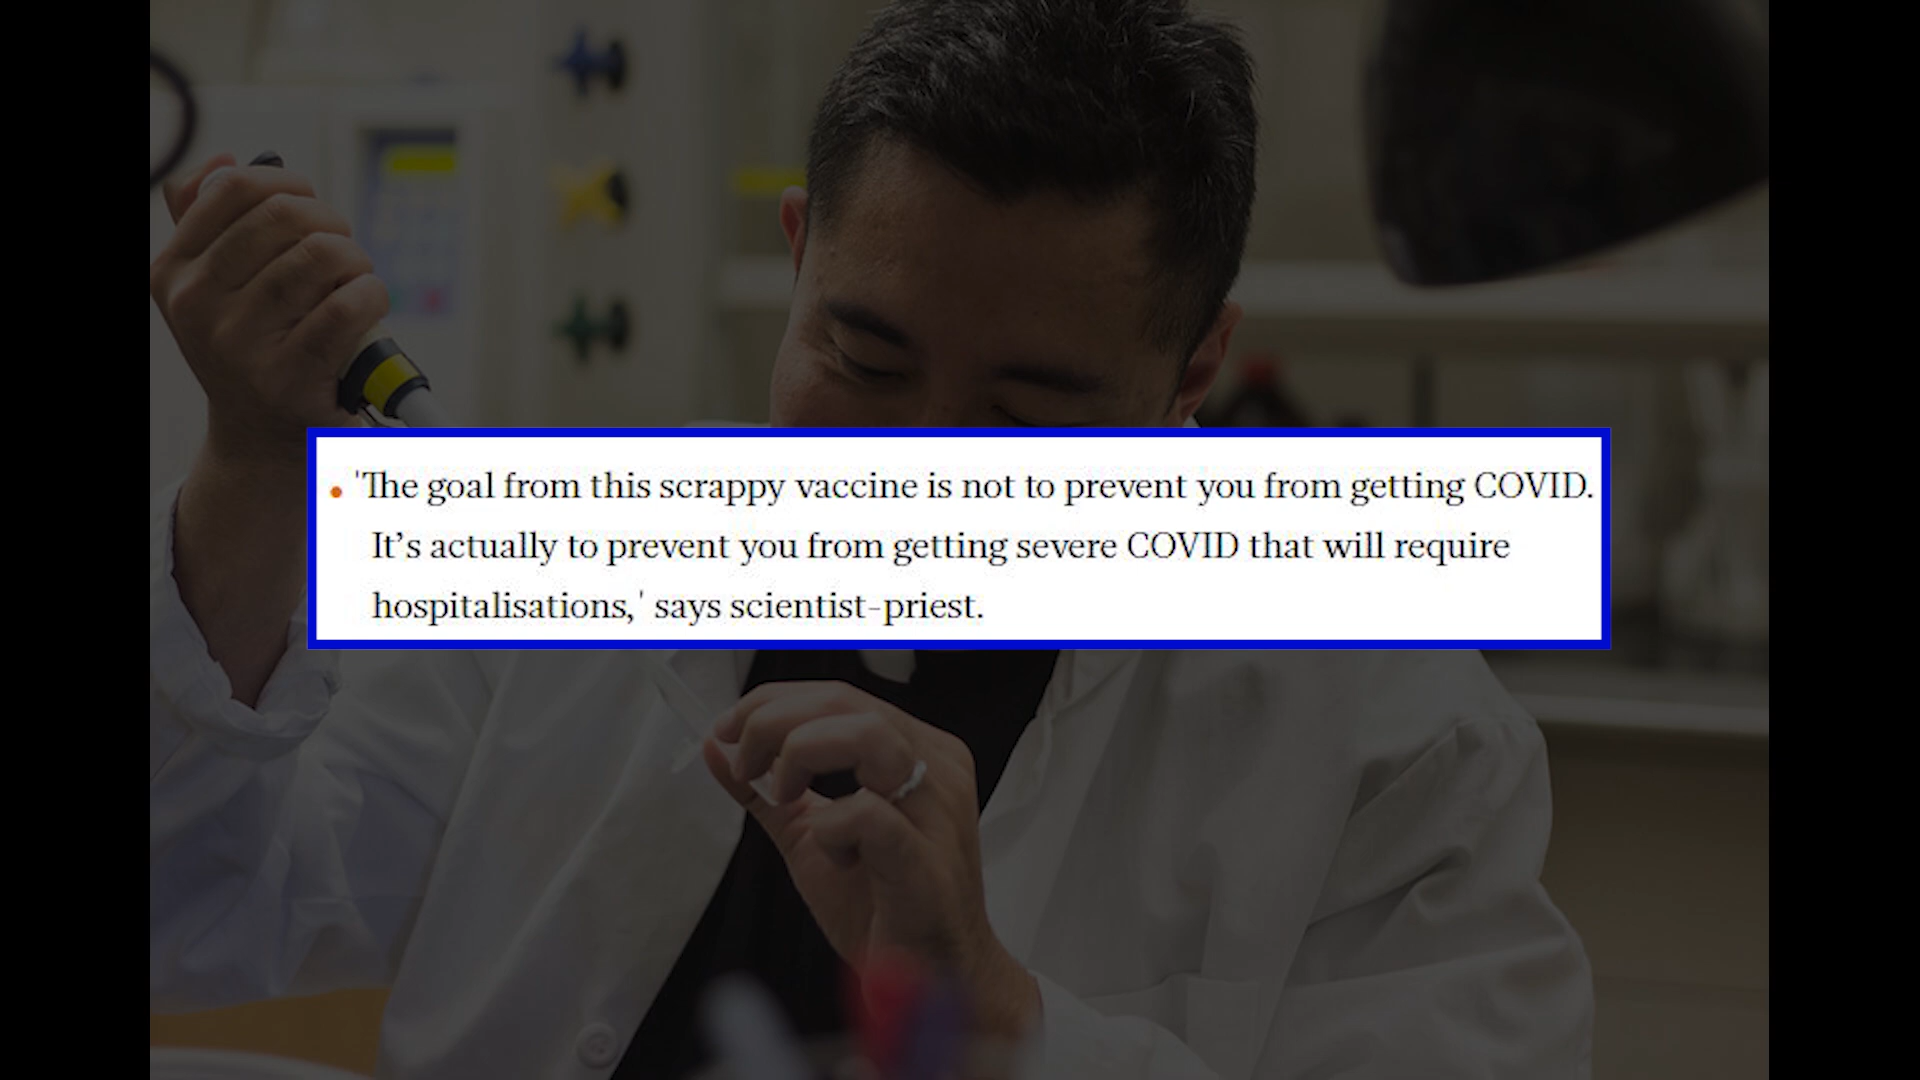 'The goal from this scrappy vaccine is not to prevent you from getting COVID.
It’s actually to prevent you from getting severe COVID that will require
hospitalisations,' says scientist-priest.